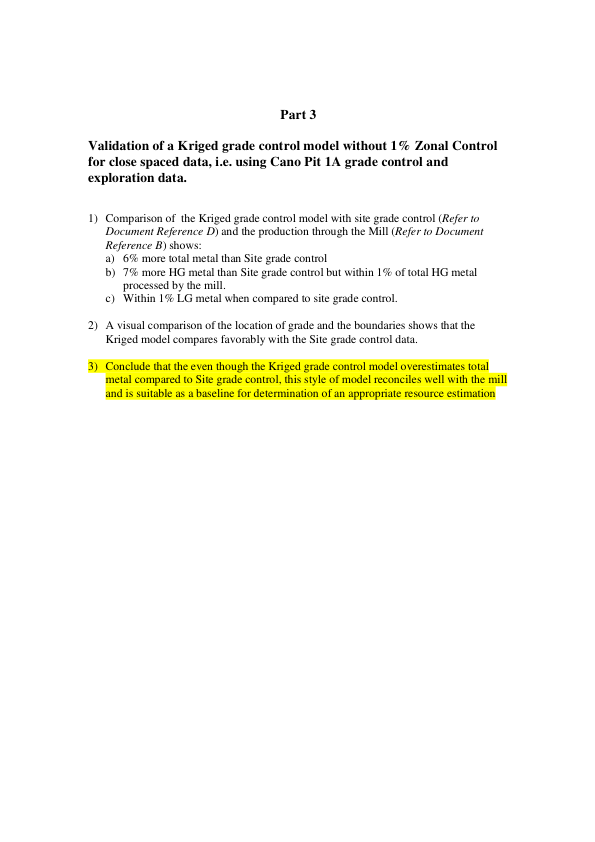 Part 3
Validation of a Kriged grade control model without 1% Zonal Control
for close spaced data, i.e. using Cano Pit 1A grade control and
exploration data.
1) Comparison of the Kriged grade control model with site grade control (Refer to
Document Reference D) and the production through the Mill (Refer to Document
Reference B) shows:
a) 6% more total metal than Site grade control
b) 7% more HG metal than Site grade control but within 1% of total HG metal
processed by the mill.
c) Within 1% LG metal when compared to site grade control.
2) A visual comparison of the location of grade and the boundaries shows that the
Kriged model compares favorably with the Site grade control data.
3) Conclude that the even though the Kriged grade control model overestimates total
metal compared to Site grade control, this style of model reconciles well with the mill
and is suitable as a baseline for determination of an appropriate resource estimation